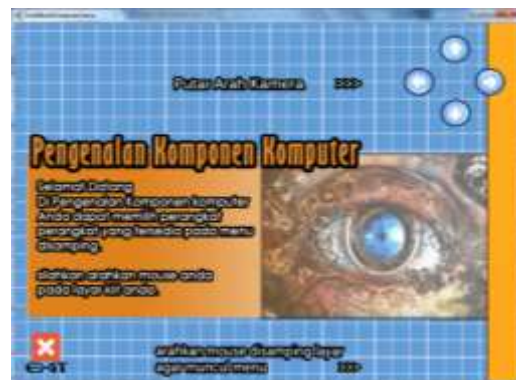 Putar Arah Kamera >>>
Pengenalan Komponen Komputer
Selamat Datang
Di Pengenalan Komponen komputer
Anda dapat memilih perangkat
perangkat yang tersedia pada menu
disamping,
silahkan arahkan mouse anda
pada layar kiri anda.
arahkan mouse disamping layar
agar muncul menu >>>